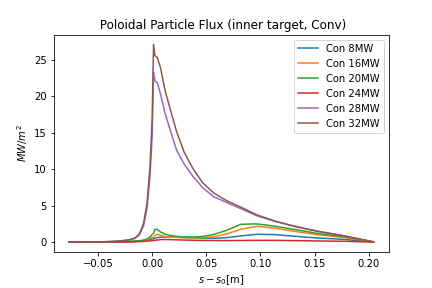 Poloidal Particle Flux (inner target, Conv)
MW/m²
25
20
15
10
5
0
Con 8MW
Con 16MW
Con 20MW
Con 24MW
Con 28MW
Con 32MW
−0.05
0.00
0.05
0.10
0.15
0.20
s − s₀[m]